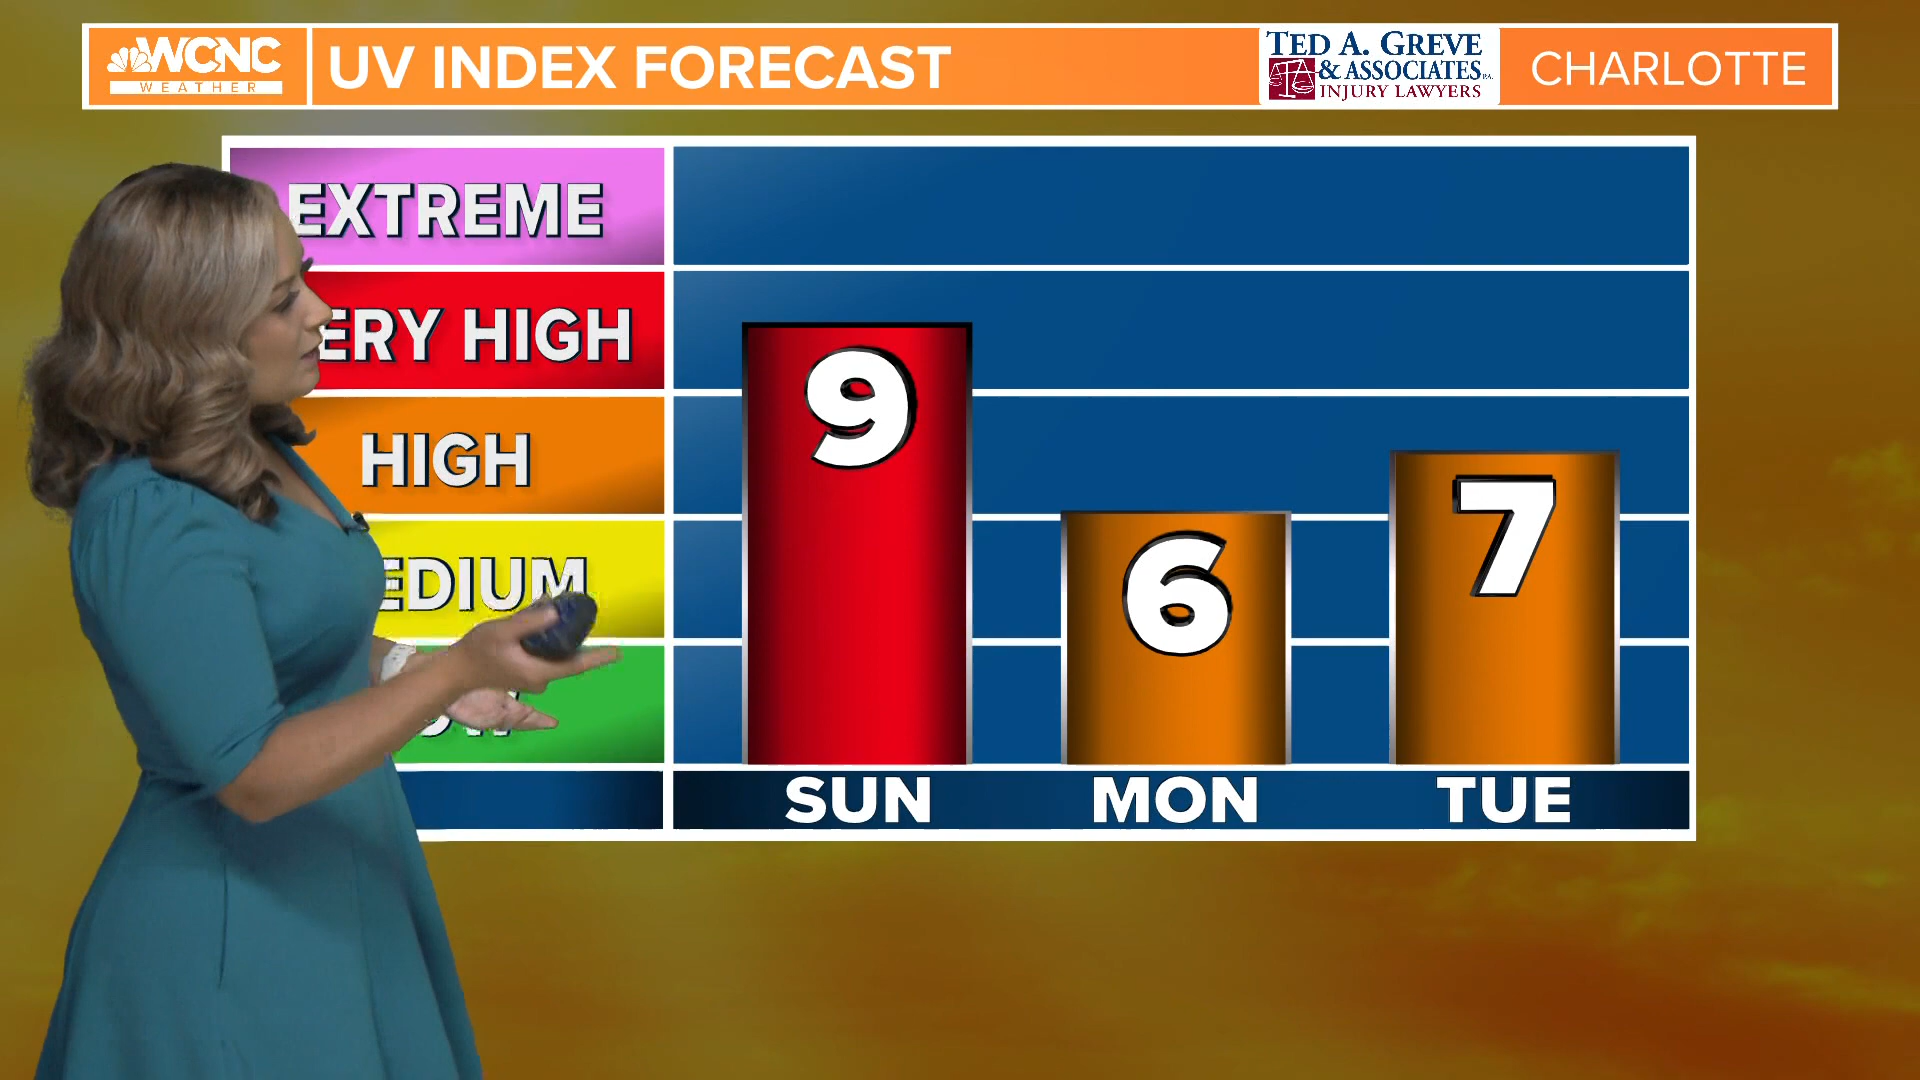 WCNC
WEATHER
UV INDEX FORECAST
TED A. GREVE
& ASSOCIATES P.A.
INJURY LAWYERS
CHARLOTTE
EXTREME
ERY HIGH
HIGH
EDIUM
9
6
7
SUN
MON
TUE